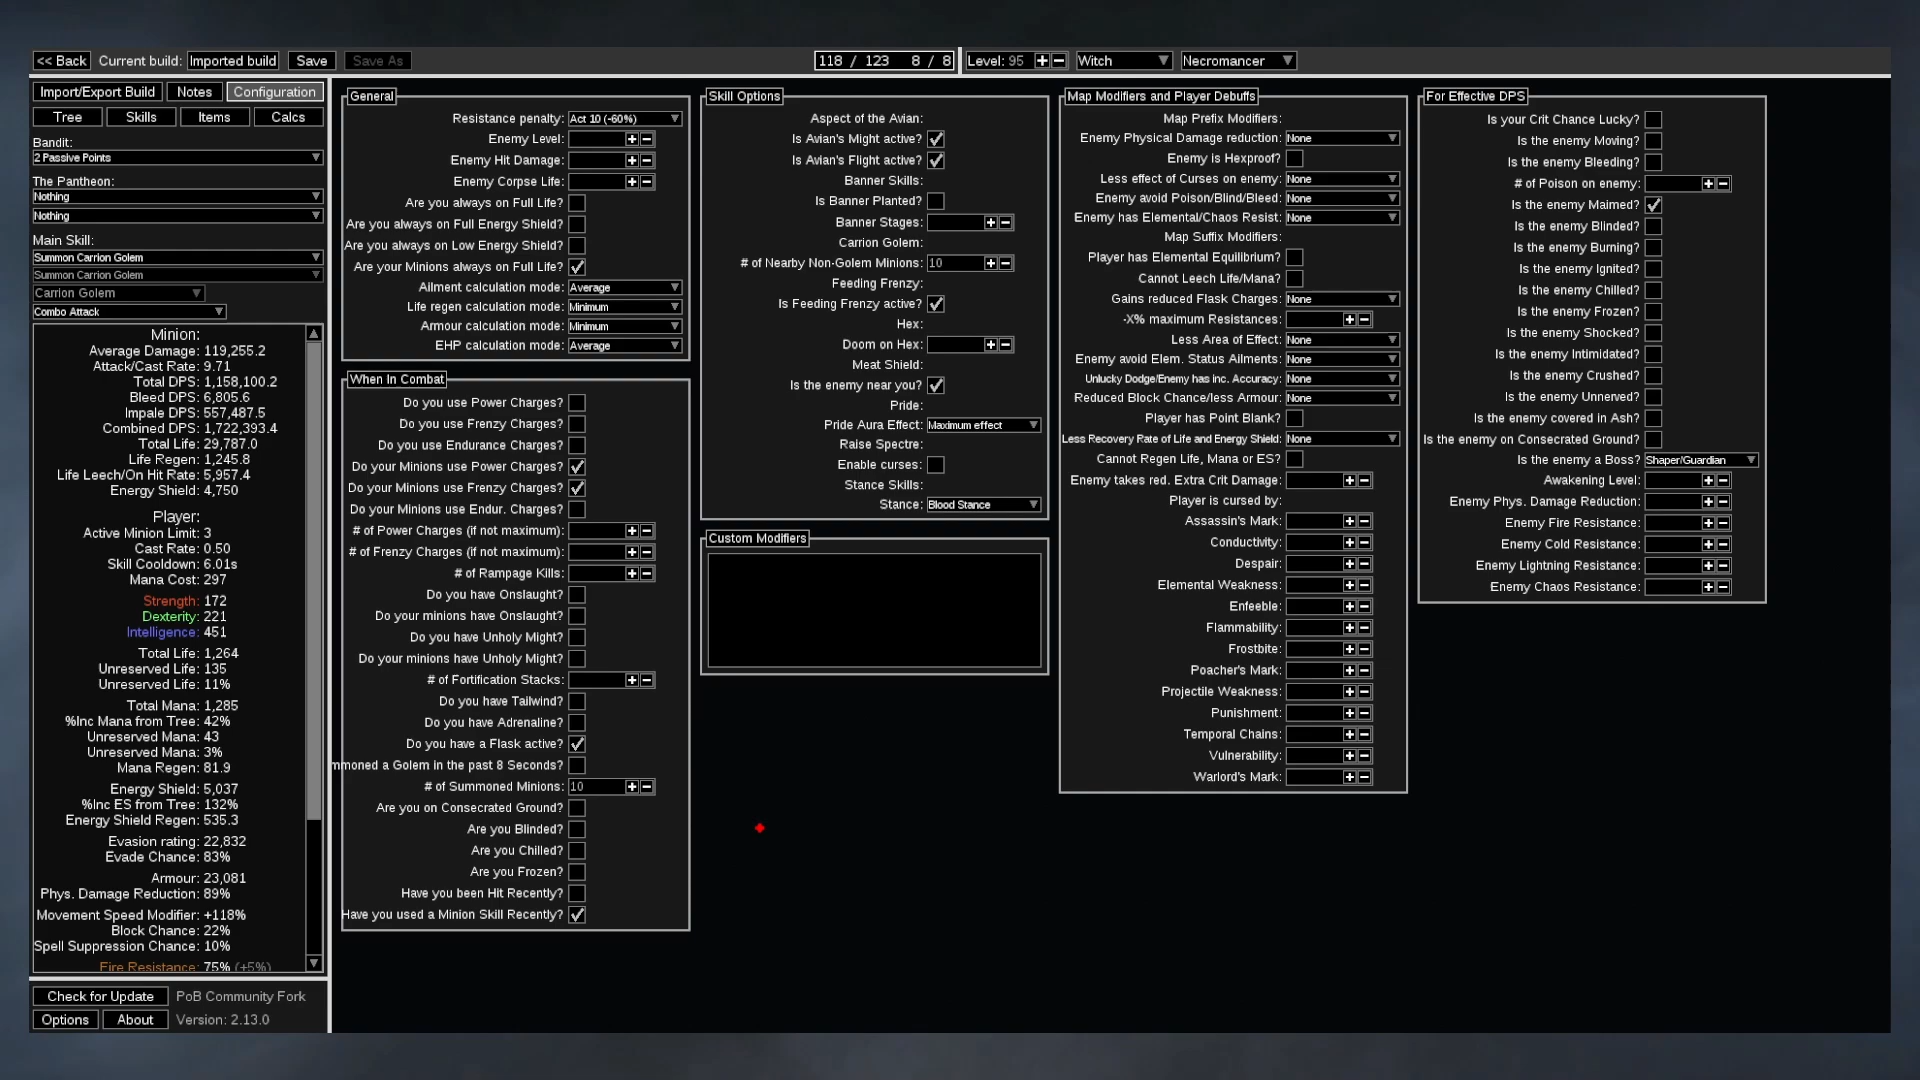 << Back Current build: Imported build Save Save As 118 / 123 8 / 8 Level: 95 Witch Necromancer
Import/Export Build Notes Configuration
Tree Skills Items Calcs
Bandit:
2 Passive Points
The Pantheon:
Nothing
Nothing
Main Skill:
Summon Carrion Golem
Summon Carrion Golem
Carrion Golem
Combo Attack
Minion:
Average Damage: 119,255.2
Attack/Cast Rate: 9.71
Total DPS: 1,158,100.2
Bleed DPS: 6,805.6
Impale DPS: 557,487.5
Combined DPS: 1,722,393.4
Total Life: 29,787.0
Life Regen: 1,245.8
Life Leech/On Hit Rate: 5,957.4
Energy Shield: 4,750
Player:
Active Minion Limit: 3
Cast Rate: 0.50
Skill Cooldown: 6.01s
Mana Cost: 297
Strength: 172
Dexterity: 221
Intelligence: 451
Total Life: 1,264
Unreserved Life: 135
Unreserved Life: 11%
Total Mana: 1,285
%Inc Mana from Tree: 42%
Unreserved Mana: 43
Unreserved Mana: 3%
Mana Regen: 81.9
Energy Shield: 5,037
%Inc ES from Tree: 132%
Energy Shield Regen: 535.3
Evasion rating: 22,832
Evade Chance: 83%
Armour: 23,081
Phys. Damage Reduction: 89%
Movement Speed Modifier: +118%
Block Chance: 22%
Spell Suppression Chance: 10%
Fire Resistance: 75% (+5%)
Check for Update PoB Community Fork
Options About Version: 2.13.0
General
Resistance penalty: Act 10 (-60%)
Enemy Level:
Enemy Hit Damage:
Enemy Corpse Life:
Are you always on Full Life?
Are you always on Full Energy Shield?
Are you always on Low Energy Shield?
Are your Minions always on Full Life?
Ailment calculation mode: Average
Life regen calculation mode: Minimum
Armour calculation mode: Minimum
EHP calculation mode: Average
When In Combat
Do you use Power Charges?
Do you use Frenzy Charges?
Do you use Endurance Charges?
Do your Minions use Power Charges?
Do your Minions use Frenzy Charges?
Do your Minions use Endur. Charges?
# of Power Charges (if not maximum):
# of Frenzy Charges (if not maximum):
# of Rampage Kills:
Do you have Onslaught?
Do your minions have Onslaught?
Do you have Unholy Might?
Do your minions have Unholy Might?
# of Fortification Stacks:
Do you have Tailwind?
Do you have Adrenaline?
Do you have a Flask active?
mmoned a Golem in the past 8 Seconds?
# of Summoned Minions: 10
Are you on Consecrated Ground?
Are you Blinded?
Are you Chilled?
Are you Frozen?
Have you been Hit Recently?
Have you used a Minion Skill Recently?
Skill Options
Aspect of the Avian:
Is Avian's Might active?
Is Avian's Flight active?
Banner Skills:
Is Banner Planted?
Banner Stages:
Carrion Golem:
# of Nearby Non-Golem Minions: 10
Feeding Frenzy:
Is Feeding Frenzy active?
Hex:
Doom on Hex:
Meat Shield:
Is the enemy near you?
Pride:
Pride Aura Effect: Maximum effect
Raise Spectre:
Enable curses:
Stance Skills:
Stance: Blood Stance
Custom Modifiers
Map Modifiers and Player Debuffs
Map Prefix Modifiers:
Enemy Physical Damage reduction: None
Enemy is Hexproof?
Less effect of Curses on enemy: None
Enemy avoid Poison/Blind/Bleed: None
Enemy has Elemental/Chaos Resist: None
Map Suffix Modifiers:
Player has Elemental Equilibrium?
Cannot Leech Life/Mana?
Gains reduced Flask Charges: None
-X% maximum Resistances:
Less Area of Effect: None
Enemy avoid Elem. Status Ailments: None
Unlucky Dodge/Enemy has inc. Accuracy: None
Reduced Block Chance/less Armour: None
Player has Point Blank?
Less Recovery Rate of Life and Energy Shield: None
Cannot Regen Life, Mana or ES?
Enemy takes red. Extra Crit Damage:
Player is cursed by:
Assassin's Mark:
Conductivity:
Despair:
Elemental Weakness:
Enfeeble:
Flammability:
Frostbite:
Poacher's Mark:
Projectile Weakness:
Punishment:
Temporal Chains:
Vulnerability:
Warlord's Mark:
For Effective DPS
Is your Crit Chance Lucky?
Is the enemy Moving?
Is the enemy Bleeding?
# of Poison on enemy:
Is the enemy Maimed?
Is the enemy Blinded?
Is the enemy Burning?
Is the enemy Ignited?
Is the enemy Chilled?
Is the enemy Frozen?
Is the enemy Shocked?
Is the enemy Intimidated?
Is the enemy Crushed?
Is the enemy Unnerved?
Is the enemy covered in Ash?
Is the enemy on Consecrated Ground?
Is the enemy a Boss? Shaper/Guardian
Awakening Level:
Enemy Phys. Damage Reduction:
Enemy Fire Resistance:
Enemy Cold Resistance:
Enemy Lightning Resistance:
Enemy Chaos Resistance: